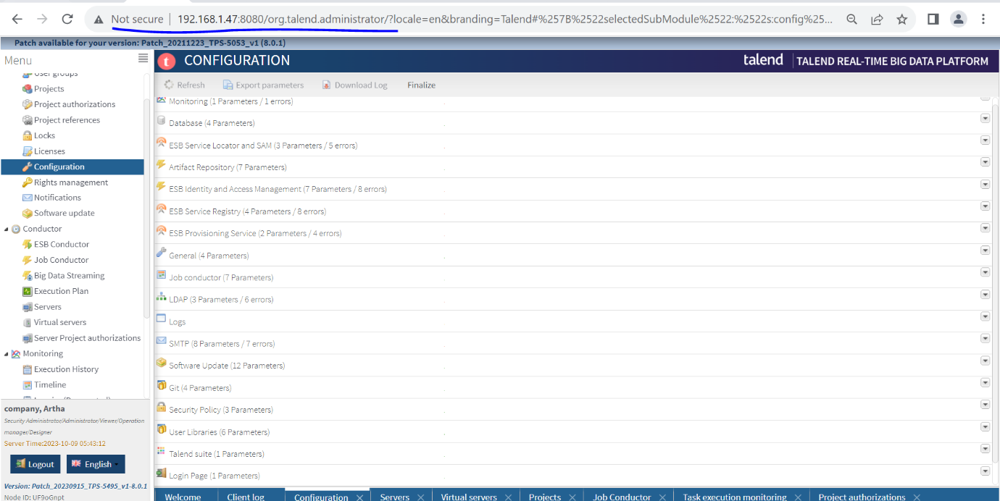 Not secure | 192.168.1.47:8080/org.talend.administrator/?locale=en&branding=Talend#%257B%2522selectedSubModule%2522:%2522s:config%25...
Patch available for your version: Patch_20211223_TPS-5053_v1 (8.0.1)
Menu
t CONFIGURATION
talend | TALEND REAL-TIME BIG DATA PLATFORM
Refresh Export parameters Download Log Finalize
User groups
Projects
Project authorizations
Project references
Locks
Licenses
Configuration
Rights management
Notifications
Software update
Conductor
ESB Conductor
Job Conductor
Big Data Streaming
Execution Plan
Servers
Virtual servers
Server Project authorizations
Monitoring
Execution History
Timeline
company, Artha
Security Administrator/Administrator/Viewer/Operation
manager/Designer
Server Time:2023-10-09 05:43:12
Logout English
Version: Patch_20230915_TPS-5495_v1-8.0.1
Node ID: UF9oGnpt
Monitoring (1 Parameters / 1 errors)
Database (4 Parameters)
ESB Service Locator and SAM (3 Parameters / 5 errors)
Artifact Repository (7 Parameters)
ESB Identity and Access Management (7 Parameters / 8 errors)
ESB Service Registry (4 Parameters / 8 errors)
ESB Provisioning Service (2 Parameters / 4 errors)
General (4 Parameters)
Job conductor (7 Parameters)
LDAP (3 Parameters / 6 errors)
Logs
SMTP (8 Parameters / 7 errors)
Software Update (12 Parameters)
Git (4 Parameters)
Security Policy (3 Parameters)
User Libraries (6 Parameters)
Talend suite (1 Parameters)
Login Page (1 Parameters)
Welcome Client log Configuration Servers Virtual servers Projects Job Conductor Task execution monitoring Project authorizations